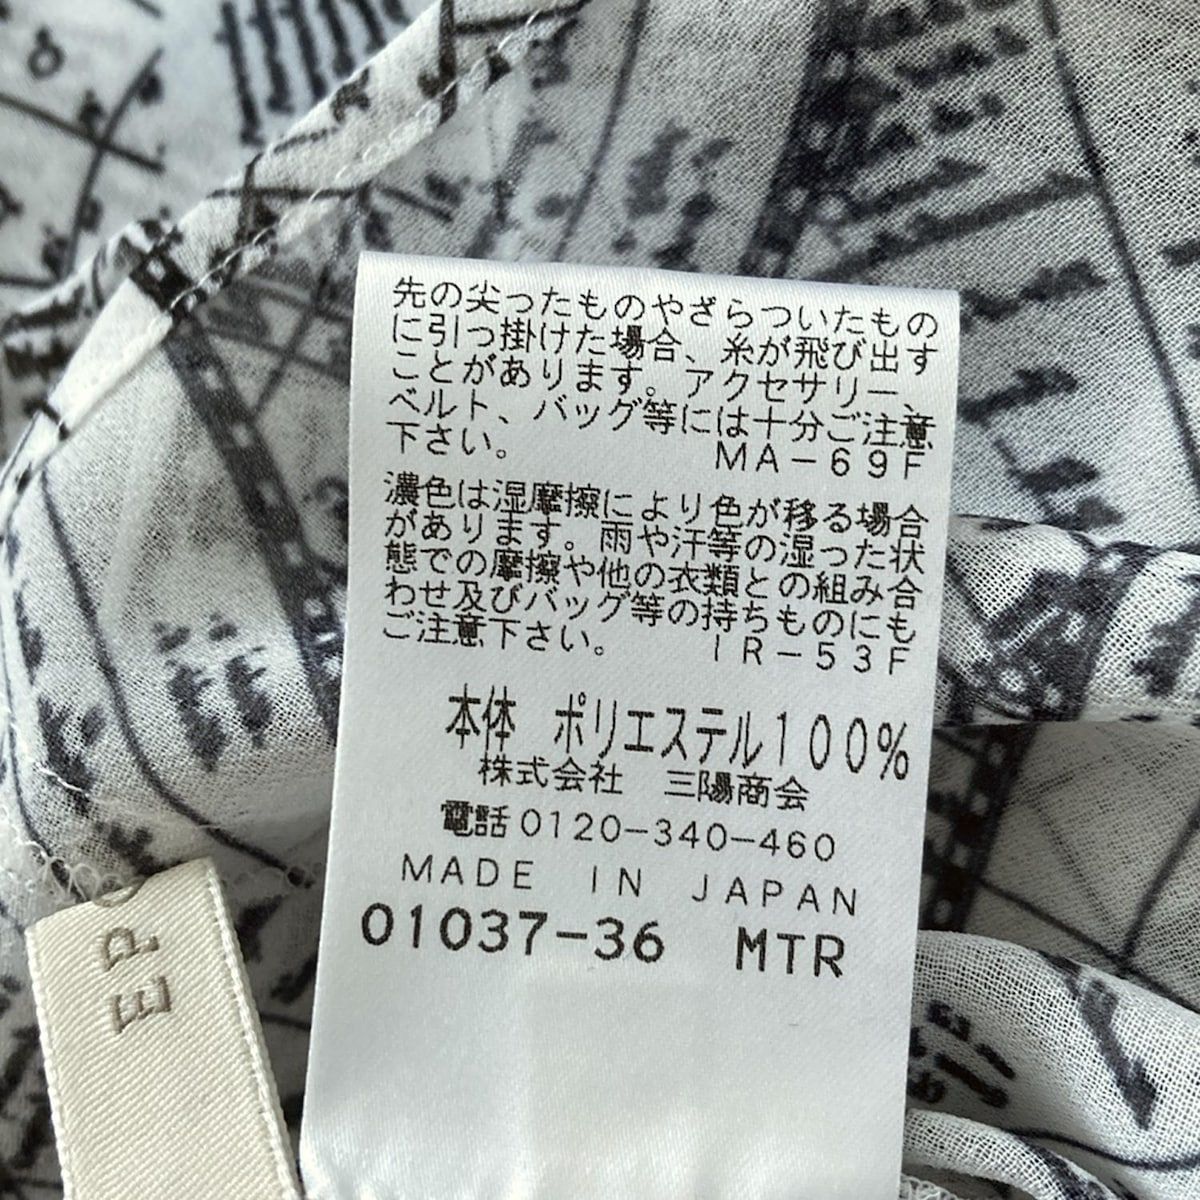 先の尖ったものやざらついたもの
に引っ掛けた場合、糸が飛び出す
ことがあります。アクセサリー、
ベルト、バッグ等には十分ご注意
下さい。 MA-69F
濃色は湿摩擦により色が移る場合
があります。雨や汗等の湿った状
態での摩擦や他の衣類との組み合
わせ及びバッグ等の持ちものにも
ご注意下さい。 IR-53F
本体 ポリエステル100%
株式会社 三陽商会
電話0120-340-460
MADE IN JAPAN
01037-36 MTR
EPO